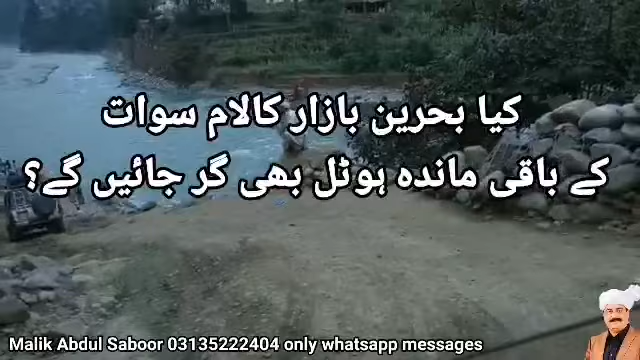 کیا بحرین بازار کالام سوات
کے باقی ماندہ ہوٹل بھی گر جائیں گے؟
Malik Abdul Saboor 03135222404 only whatsapp messages